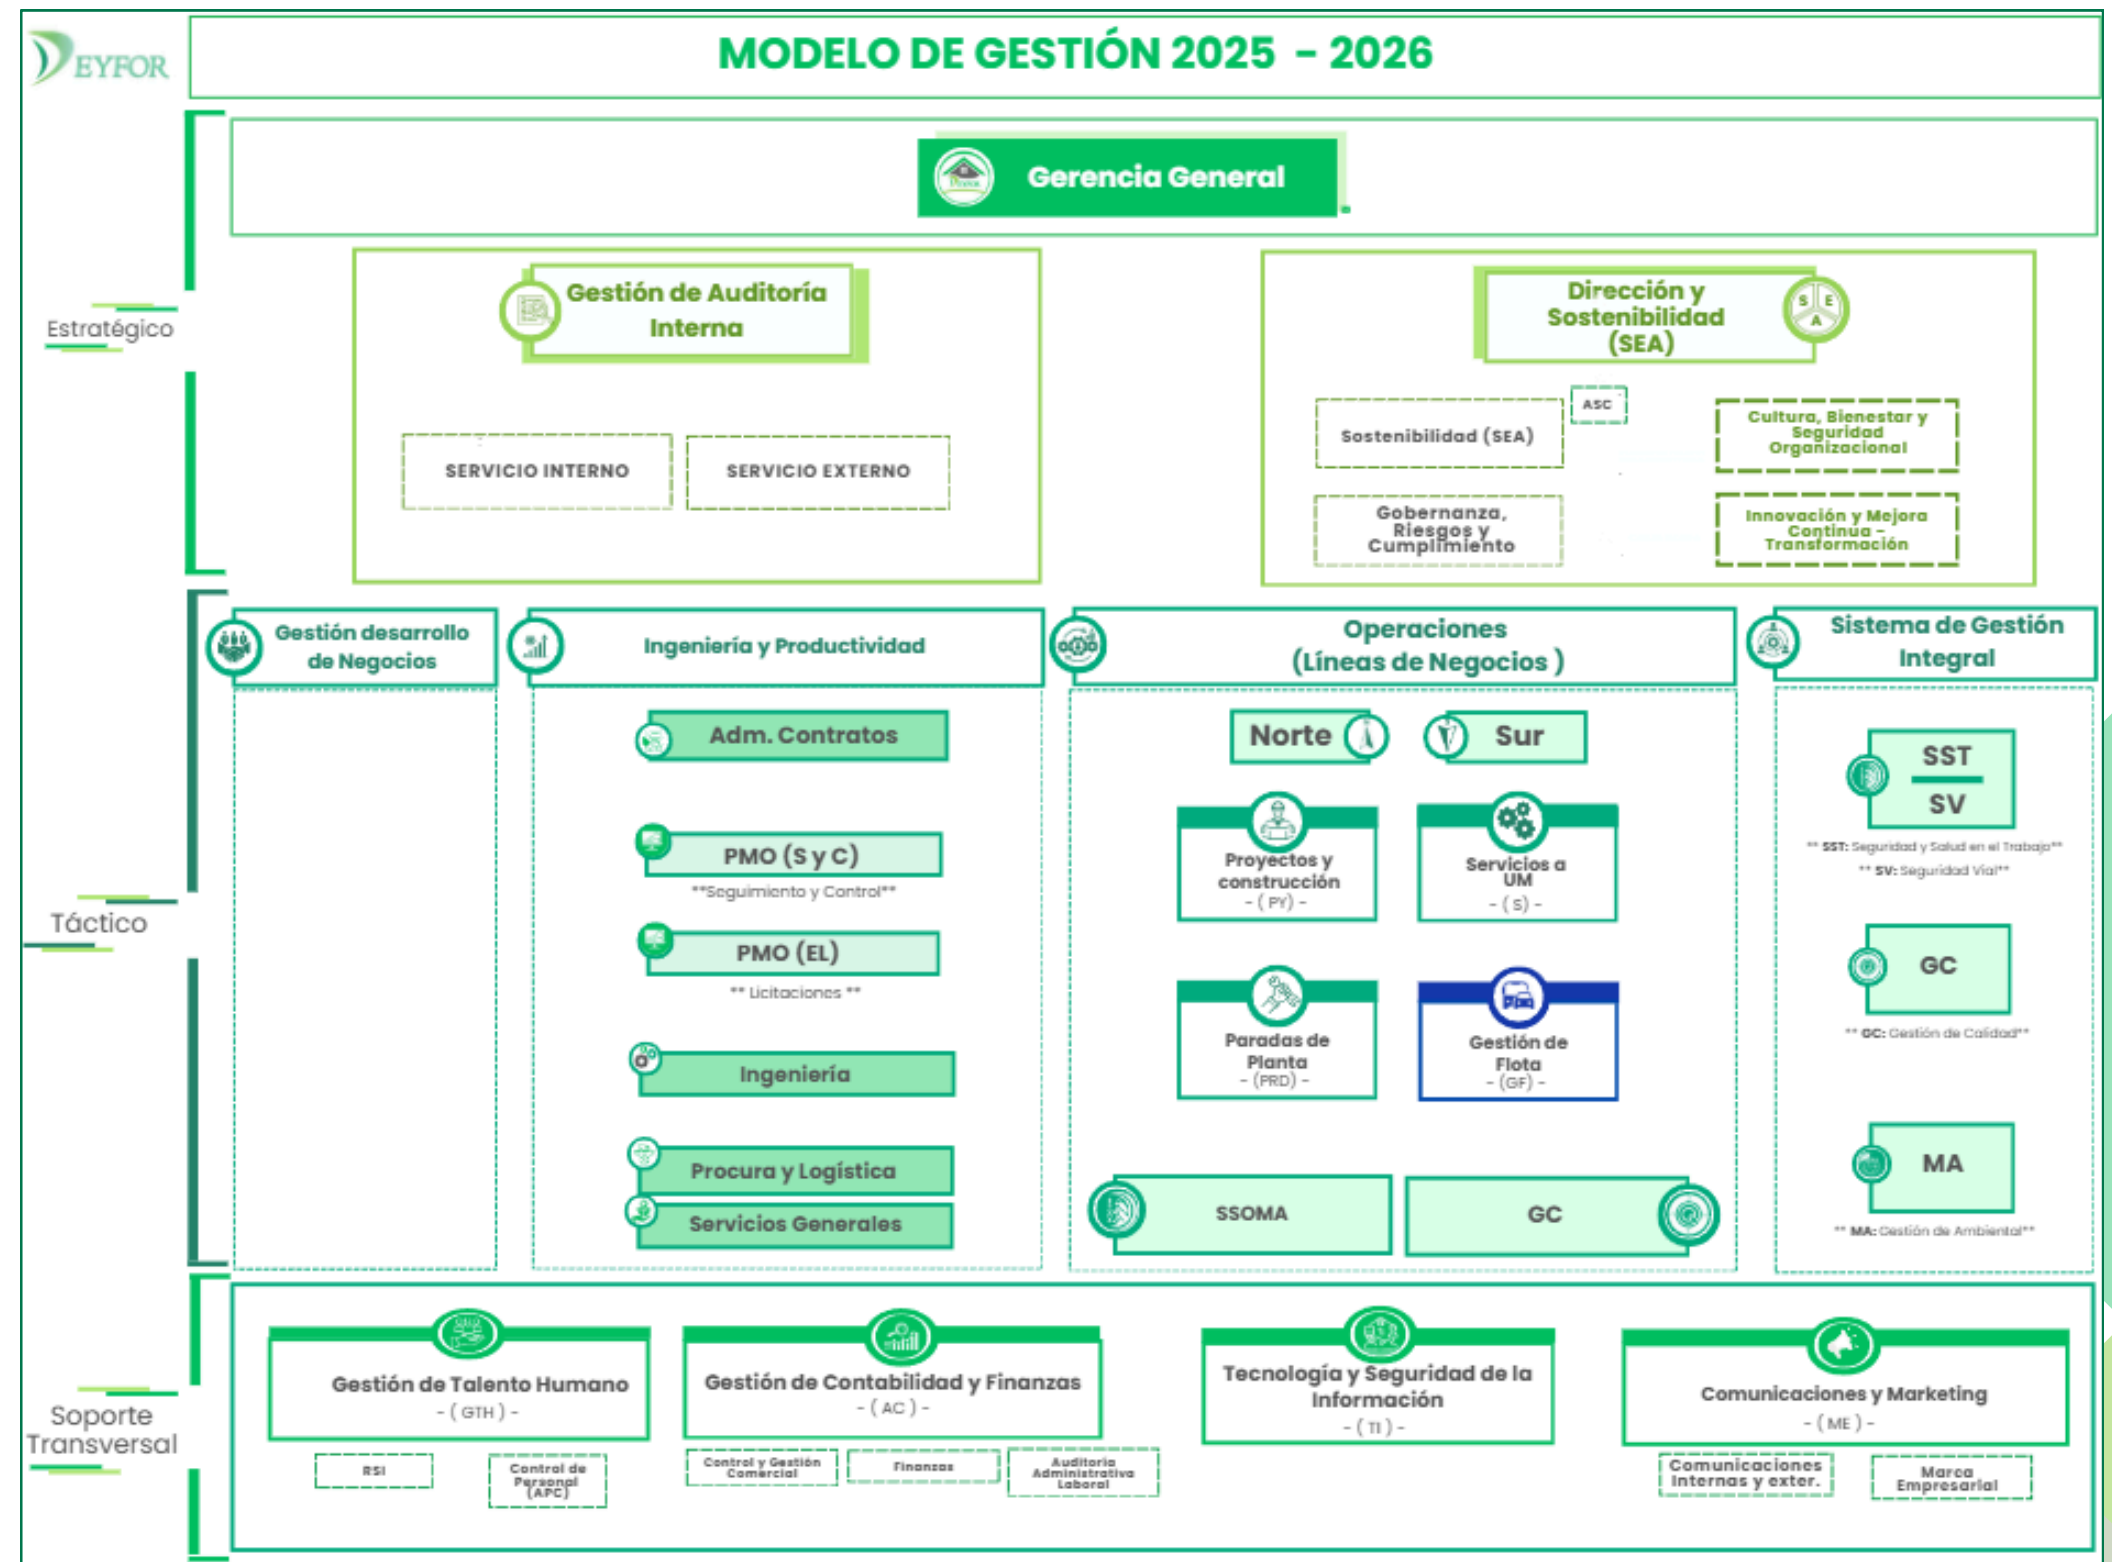 DEYFOR
MODELO DE GESTIÓN 2025 - 2026
Gerencia General
Estratégico
Gestión de Auditoría
Interna
SERVICIO INTERNO
SERVICIO EXTERNO
Dirección y
Sostenibilidad
(SEA)
S E
A
Sostenibilidad (SEA)
ASC
Cultura, Bienestar y
Seguridad
Organizacional
Gobernanza,
Riesgos y
Cumplimiento
Innovación y Mejora
Continua -
Transformación
Táctico
Gestión desarrollo
de Negocios
Ingeniería y Productividad
Adm. Contratos
PMO (S y C)
**Seguimiento y Control**
PMO (EL)
** Licitaciones **
Ingeniería
Procura y Logística
Servicios Generales
Operaciones
(Líneas de Negocios )
Norte
Sur
Proyectos y
construcción
- ( PY) -
Servicios a
UM
- ( S) -
Paradas de
Planta
- (PRD) -
Gestión de
Flota
- (GF) -
SSOMA
GC
Sistema de Gestión
Integral
SST
SV
** SST: Seguridad y Salud en el Trabajo**
** SV: Seguridad Vial**
GC
** GC: Gestión de Calidad**
MA
** MA: Gestión de Ambiental**
Soporte
Transversal
Gestión de Talento Humano
- ( GTH ) -
RSI
Control de
Personal
(APC)
Gestión de Contabilidad y Finanzas
- ( AC ) -
Control y Gestión
Comercial
Finanzas
Auditoria
Administrativa
Laboral
Tecnología y Seguridad de la
Información
- ( TI ) -
Comunicaciones y Marketing
- ( ME ) -
Comunicaciones
Internas y exter.
Marca
Empresarial